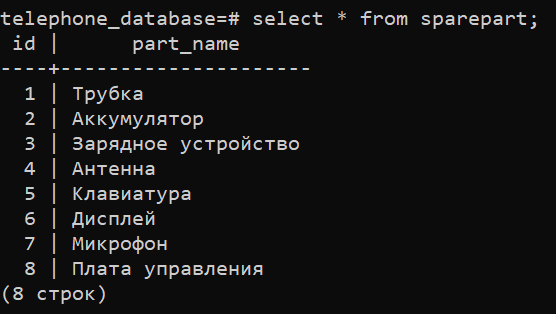 telephone_database=# select * from sparepart;
 id |      part_name
----+---------------------
  1 | Трубка
  2 | Аккумулятор
  3 | Зарядное устройство
  4 | Антенна
  5 | Клавиатура
  6 | Дисплей
  7 | Микрофон
  8 | Плата управления
(8 строк)